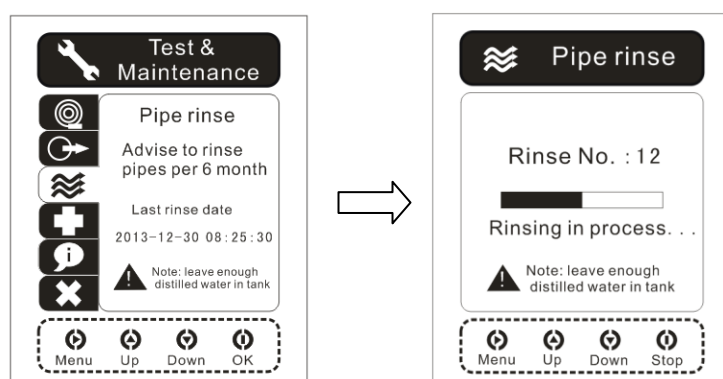 Test &
Maintenance
Pipe rinse
Advise to rinse
pipes per 6 month
Last rinse date
2013-12-30 08:25:30
Note: leave enough
distilled water in tank
Menu Up Down OK
Pipe rinse
Rinse No. : 12
Rinsing in process. . .
Note: leave enough
distilled water in tank
Menu Up Down Stop